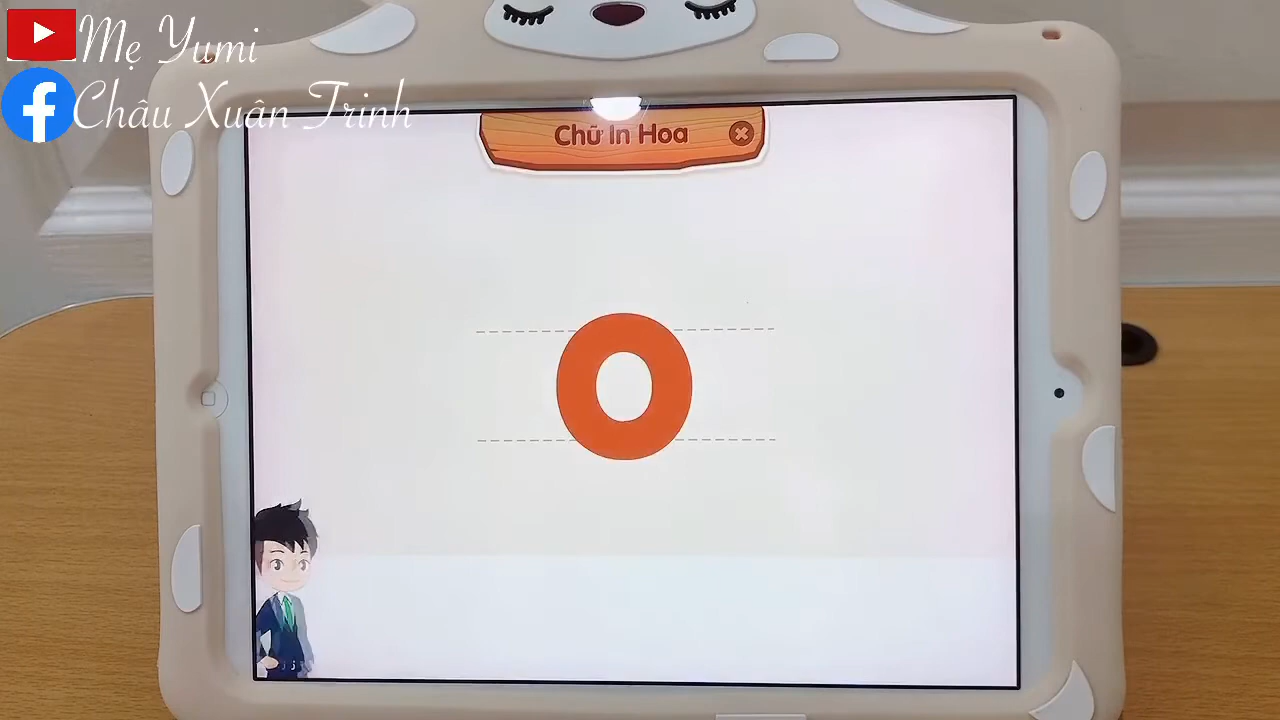 Mẹ Yumi
Châu Xuân Trinh
Chữ In Hoa
O